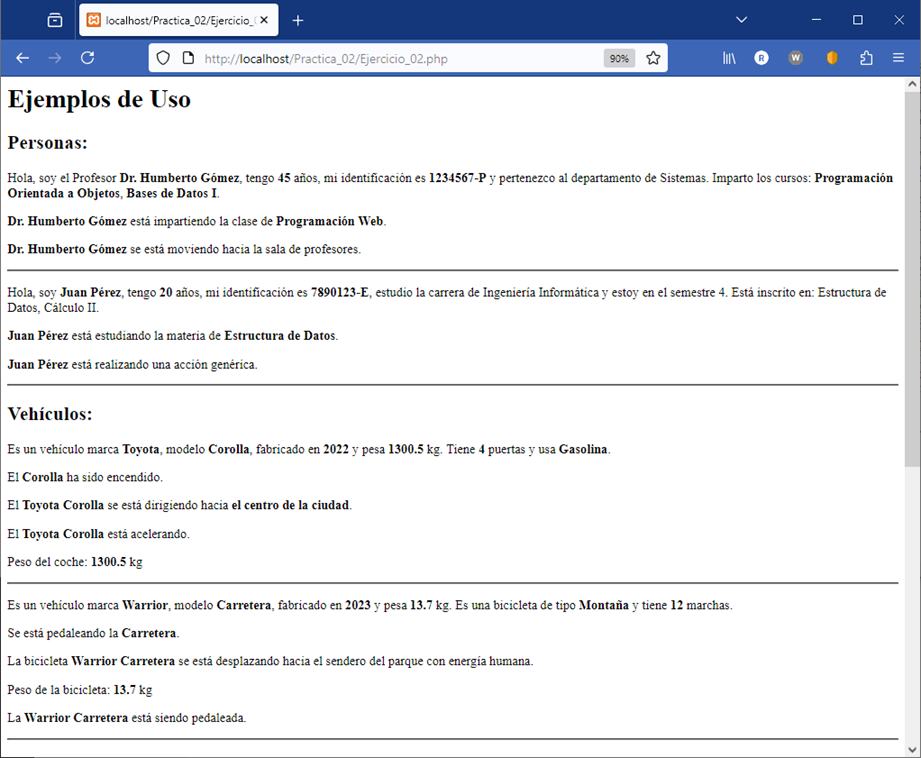 localhost/Practica_02/Ejercicio_0
http://localhost/Practica_02/Ejercicio_02.php
90%
R
W
Ejemplos de Uso
Personas:
Hola, soy el Profesor Dr. Humberto Gómez, tengo 45 años, mi identificación es 1234567-P y pertenezco al departamento de Sistemas. Imparto los cursos: Programación
Orientada a Objetos, Bases de Datos I.
Dr. Humberto Gómez está impartiendo la clase de Programación Web.
Dr. Humberto Gómez se está moviendo hacia la sala de profesores.
Hola, soy Juan Pérez, tengo 20 años, mi identificación es 7890123-E, estudio la carrera de Ingeniería Informática y estoy en el semestre 4. Está inscrito en: Estructura de
Datos, Cálculo II.
Juan Pérez está estudiando la materia de Estructura de Datos.
Juan Pérez está realizando una acción genérica.
Vehículos:
Es un vehículo marca Toyota, modelo Corolla, fabricado en 2022 y pesa 1300.5 kg. Tiene 4 puertas y usa Gasolina.
El Corolla ha sido encendido.
El Toyota Corolla se está dirigiendo hacia el centro de la ciudad.
El Toyota Corolla está acelerando.
Peso del coche: 1300.5 kg
Es un vehículo marca Warrior, modelo Carretera, fabricado en 2023 y pesa 13.7 kg. Es una bicicleta de tipo Montaña y tiene 12 marchas.
Se está pedaleando la Carretera.
La bicicleta Warrior Carretera se está desplazando hacia el sendero del parque con energía humana.
Peso de la bicicleta: 13.7 kg
La Warrior Carretera está siendo pedaleada.